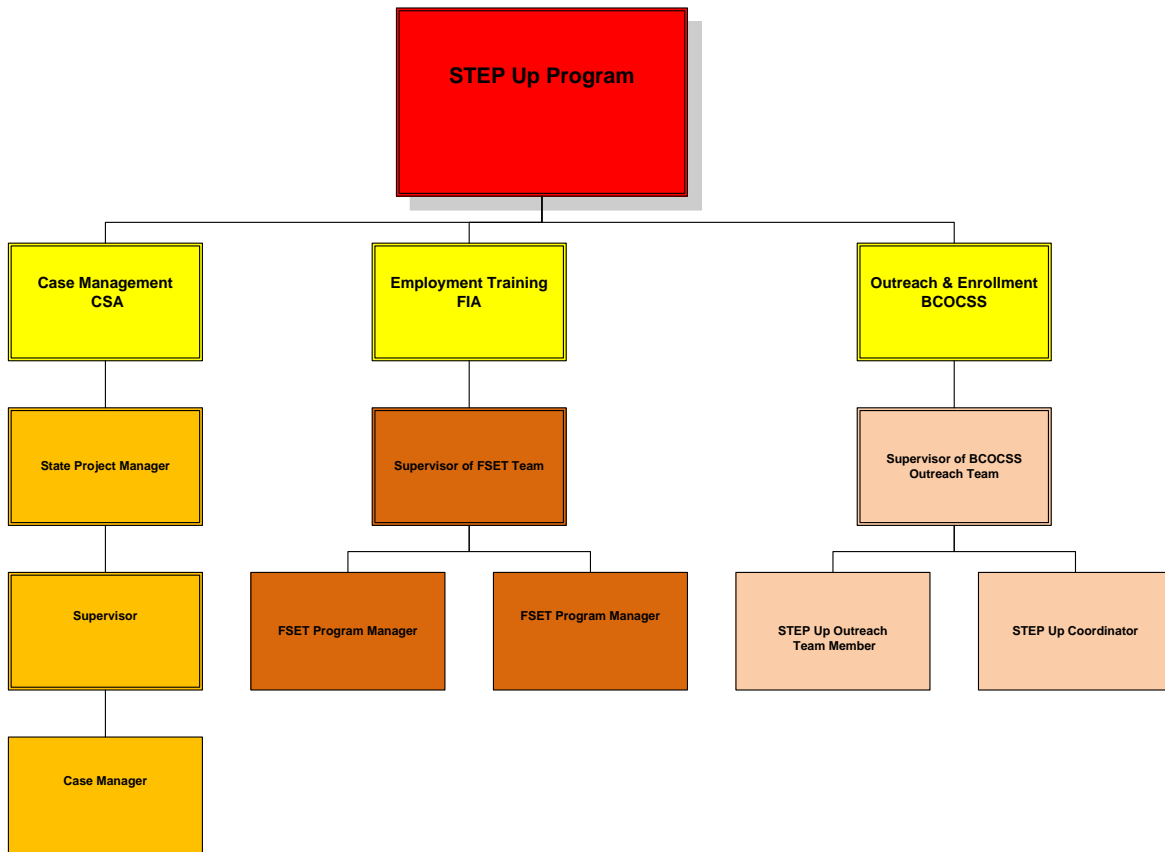 STEP Up Program
Case Management
CSA
Employment Training
FIA
Outreach & Enrollment
BCOCSS
State Project Manager
Supervisor of FSET Team
Supervisor of BCOCSS
Outreach Team
Supervisor
FSET Program Manager
FSET Program Manager
STEP Up Outreach
Team Member
STEP Up Coordinator
Case Manager